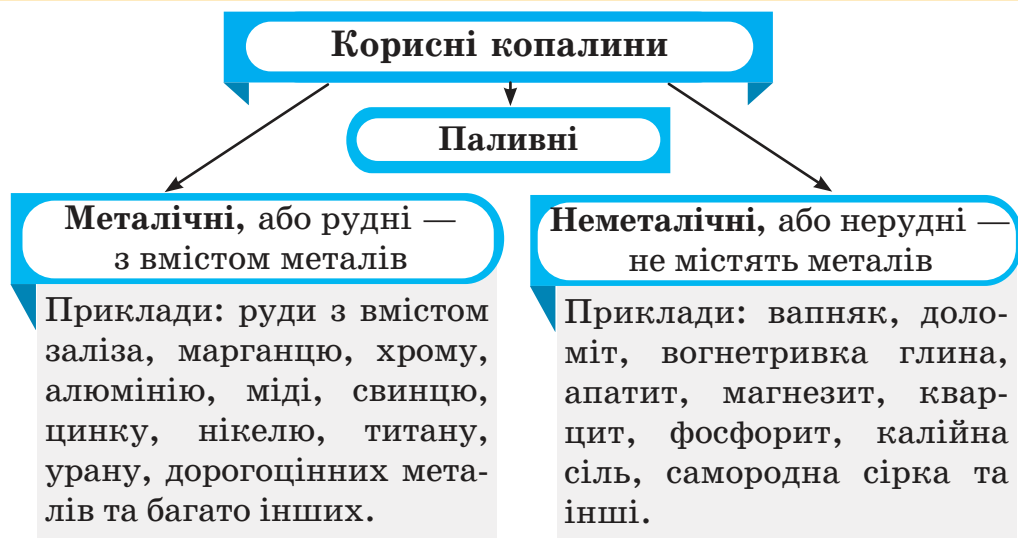 Корисні копалини
Паливні
Металічні, або рудні —
з вмістом металів
Приклади: руди з вмістом
заліза, марганцю, хрому,
алюмінію, міді, свинцю,
цинку, нікелю, титану,
урану, дорогоцінних мета-
лів та багато інших.
Неметалічні, або нерудні —
не містять металів
Приклади: вапняк, доло-
міт, вогнетривка глина,
апатит, магнезит, квар-
цит, фосфорит, калійна
сіль, самородна сірка та
інші.